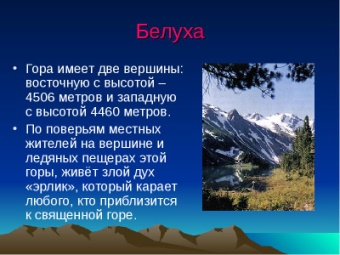 Белуха
• Гора имеет две вершины:
восточную с высотой –
4506 метров и западную
с высотой 4460 метров.
• По поверьям местных
жителей на вершине и
ледяных пещерах этой
горы, живёт злой дух
«эрлик», который карает
любого, кто приблизится
к священной горе.